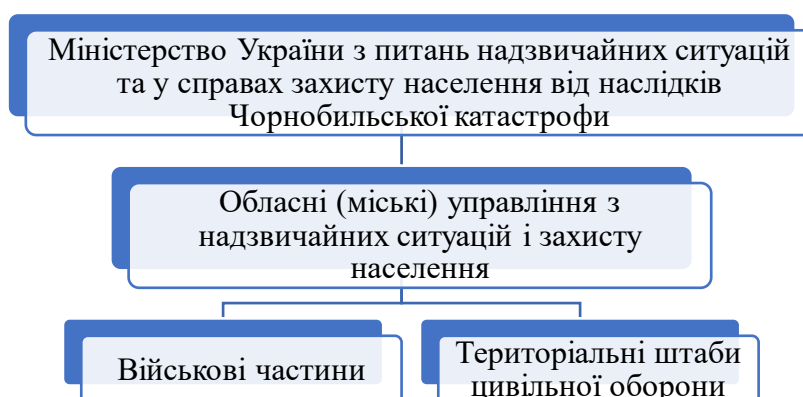 Міністерство України з питань надзвичайних ситуацій
та у справах захисту населення від наслідків
Чорнобильської катастрофи
Обласні (міські) управління з
надзвичайних ситуацій і захисту
населення
Військові частини
Територіальні штаби
цивільної оборони